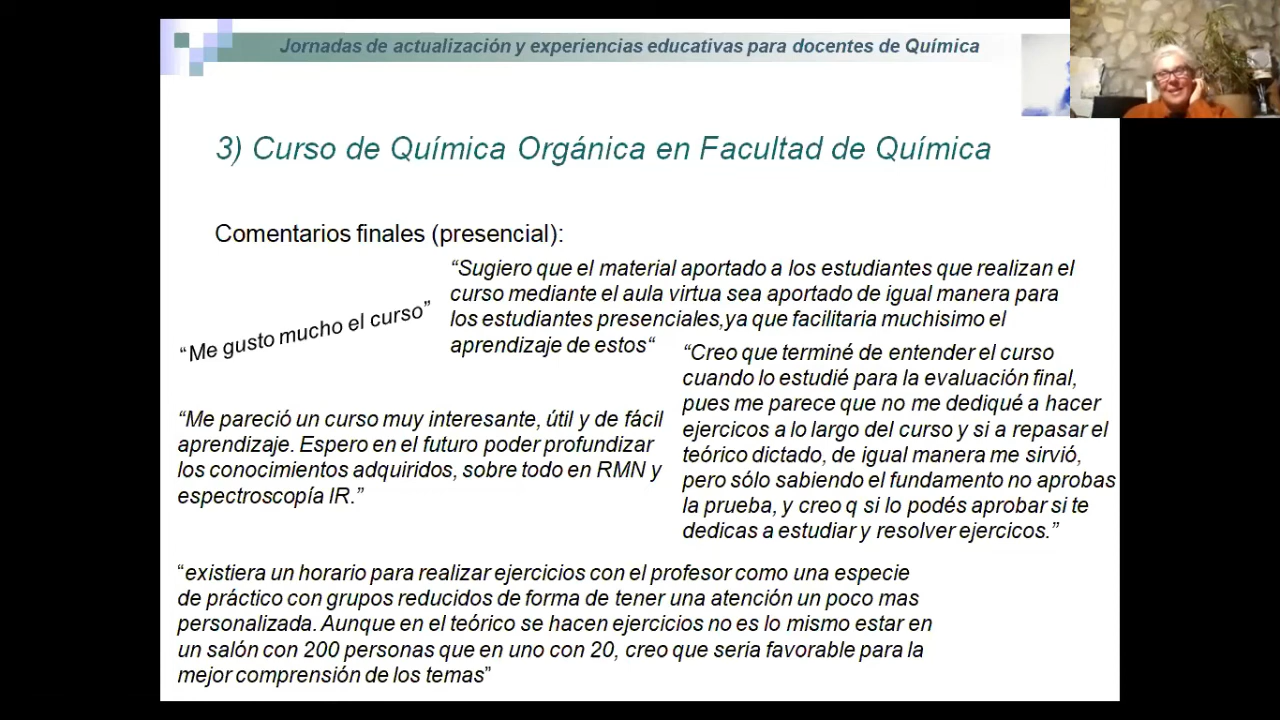 Jornadas de actualización y experiencias educativas para docentes de Química
3) Curso de Química Orgánica en Facultad de Química
Comentarios finales (presencial):
“Sugiero que el material aportado a los estudiantes que realizan el
curso mediante el aula virtua sea aportado de igual manera para
los estudiantes presenciales,ya que facilitaria muchisimo el
aprendizaje de estos“
“Me gusto mucho el curso”
“Creo que terminé de entender el curso
cuando lo estudié para la evaluación final,
pues me parece que no me dediqué a hacer
ejercicos a lo largo del curso y si a repasar el
teórico dictado, de igual manera me sirvió,
pero sólo sabiendo el fundamento no aprobas
la prueba, y creo q si lo podés aprobar si te
dedicas a estudiar y resolver ejercicos.”
“Me pareció un curso muy interesante, útil y de fácil
aprendizaje. Espero en el futuro poder profundizar
los conocimientos adquiridos, sobre todo en RMN y
espectroscopía IR.”
“existiera un horario para realizar ejercicios con el profesor como una especie
de práctico con grupos reducidos de forma de tener una atención un poco mas
personalizada. Aunque en el teórico se hacen ejercicios no es lo mismo estar en
un salón con 200 personas que en uno con 20, creo que seria favorable para la
mejor comprensión de los temas”